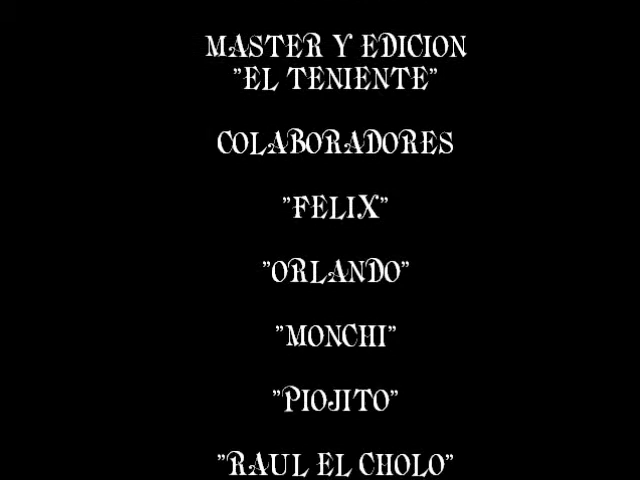 MASTER Y EDICION
"EL TENIENTE"
COLABORADORES
"FELIX"
"ORLANDO"
"MONCHI"
"PIOJITO"
"RAUL EL CHOLO"